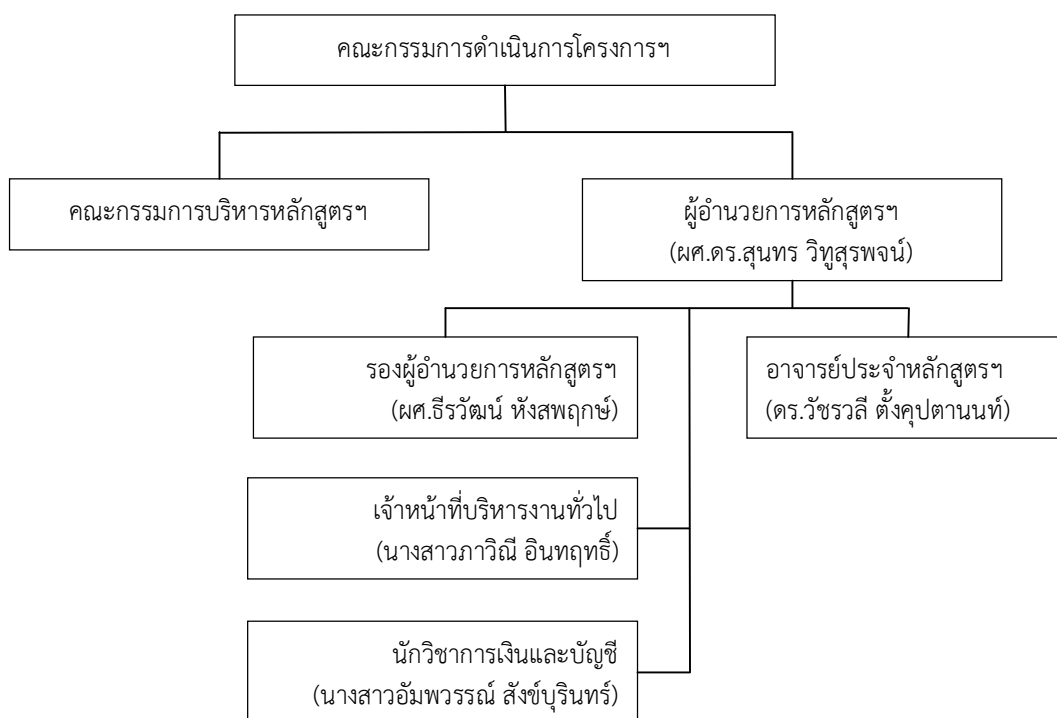 คณะกรรมการดำเนินการโครงการฯ
คณะกรรมการบริหารหลักสูตรฯ
ผู้อำนวยการหลักสูตรฯ
(ผศ.ดร.สุนทร วิทูสุรพจน์)
รองผู้อำนวยการหลักสูตรฯ
(ผศ.ธีรวัฒน์ หังสพฤกษ์)
อาจารย์ประจำหลักสูตรฯ
(ดร.วัชรวลี ตั้งคุปตานนท์)
เจ้าหน้าที่บริหารงานทั่วไป
(นางสาวภาวิณี อินทฤทธิ์)
นักวิชาการเงินและบัญชี
(นางสาวอัมพวรรณ์ สังข์บุรินทร์)